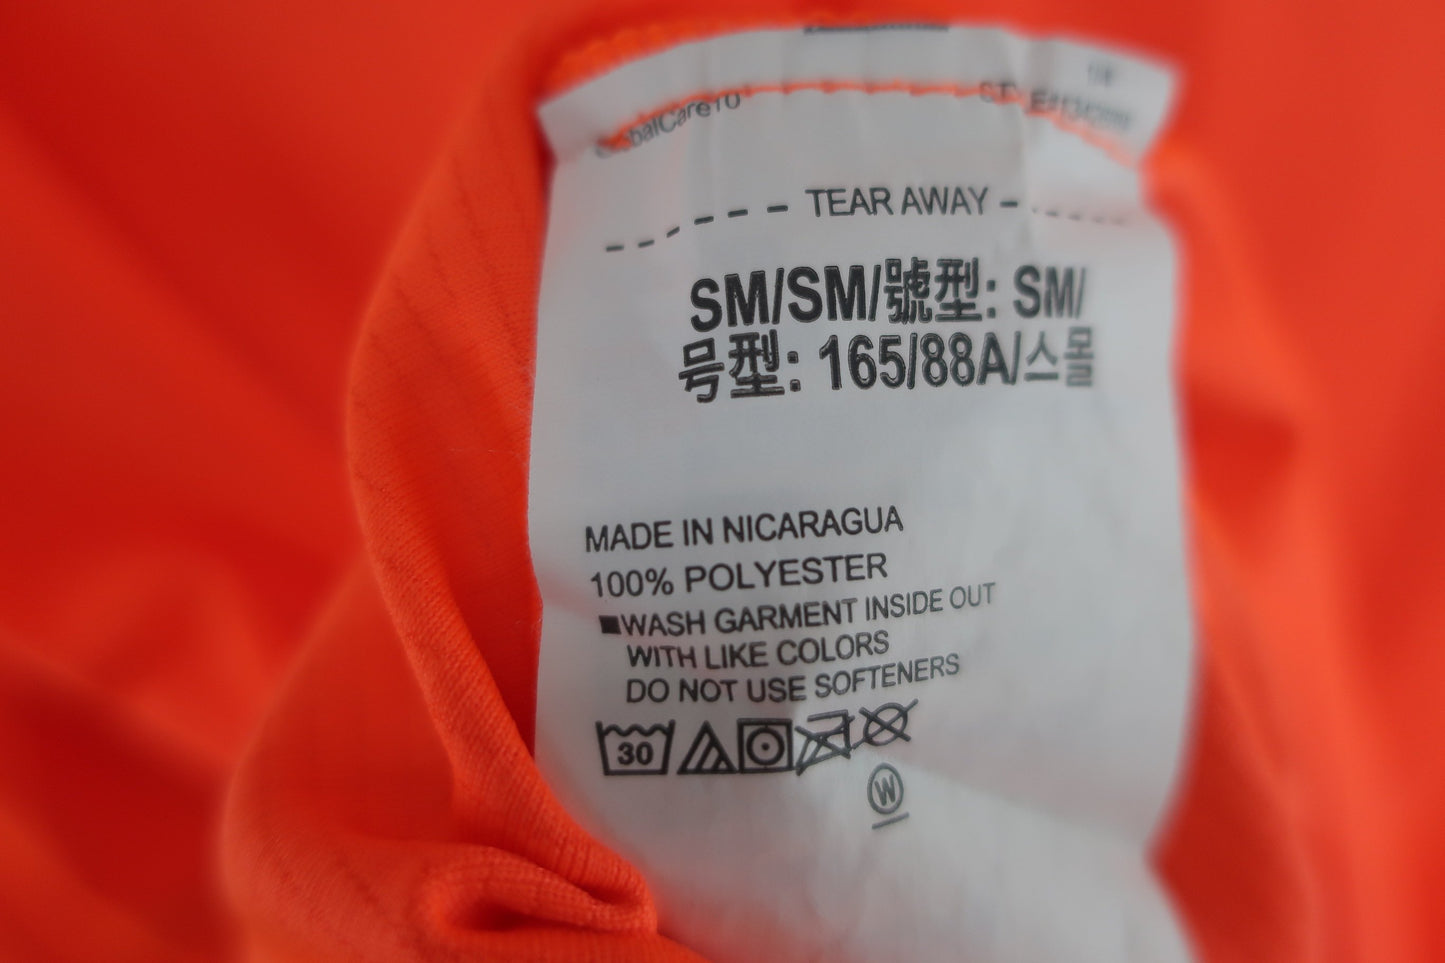 GlobalCare10
TEAR AWAY
SM/SM/號型: SM/
号型: 165/88A/스몰
MADE IN NICARAGUA
100% POLYESTER
■WASH GARMENT INSIDE OUT
WITH LIKE COLORS
DO NOT USE SOFTENERS
30
W